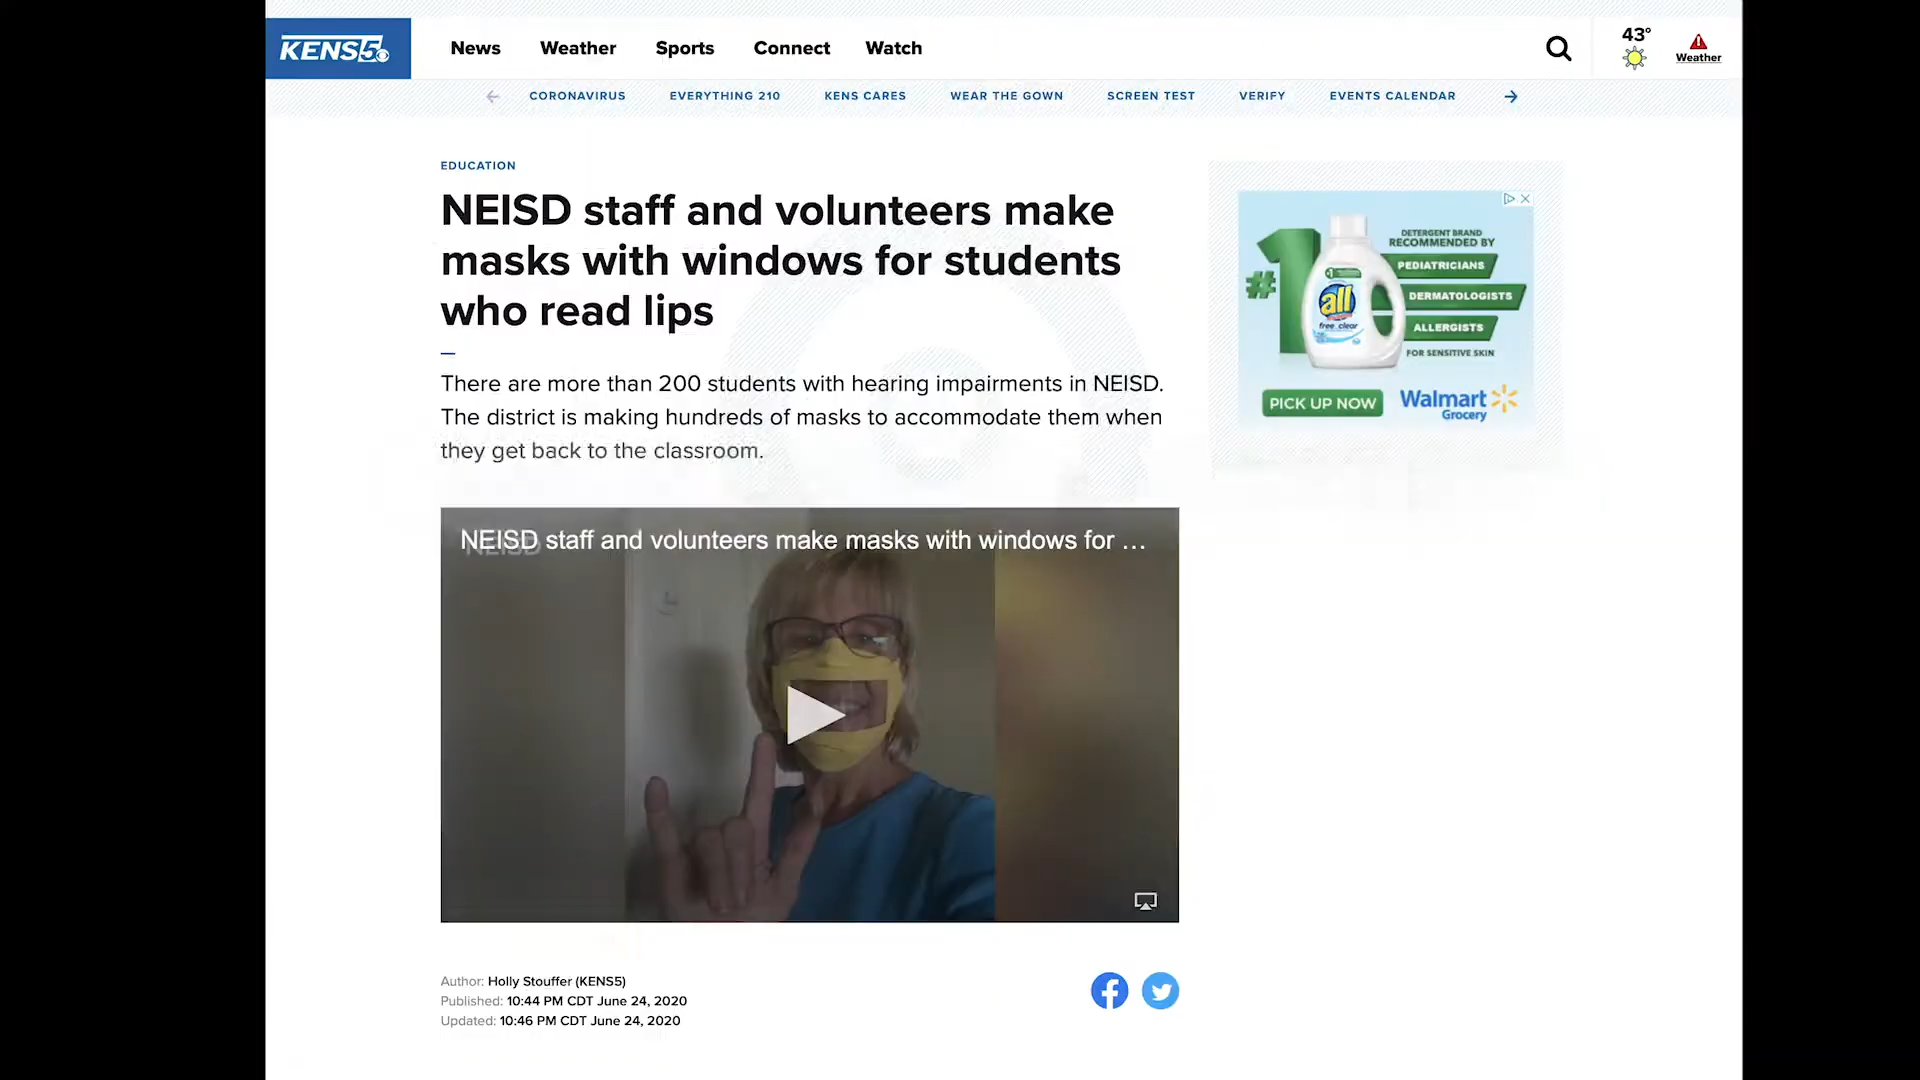 KENS5
News Weather Sports Connect Watch
43°
Weather
CORONAVIRUS EVERYTHING 210 KENS CARES WEAR THE GOWN SCREEN TEST VERIFY EVENTS CALENDAR
EDUCATION
NEISD staff and volunteers make
masks with windows for students
who read lips
There are more than 200 students with hearing impairments in NEISD.
The district is making hundreds of masks to accommodate them when
they get back to the classroom.
NEISD staff and volunteers make masks with windows for …
Author: Holly Stouffer (KENS5)
Published: 10:44 PM CDT June 24, 2020
Updated: 10:46 PM CDT June 24, 2020
#1
DETERGENT BRAND
RECOMMENDED BY
PEDIATRICIANS
DERMATOLOGISTS
ALLERGISTS
FOR SENSITIVE SKIN
all
free clear
PICK UP NOW
Walmart
Grocery